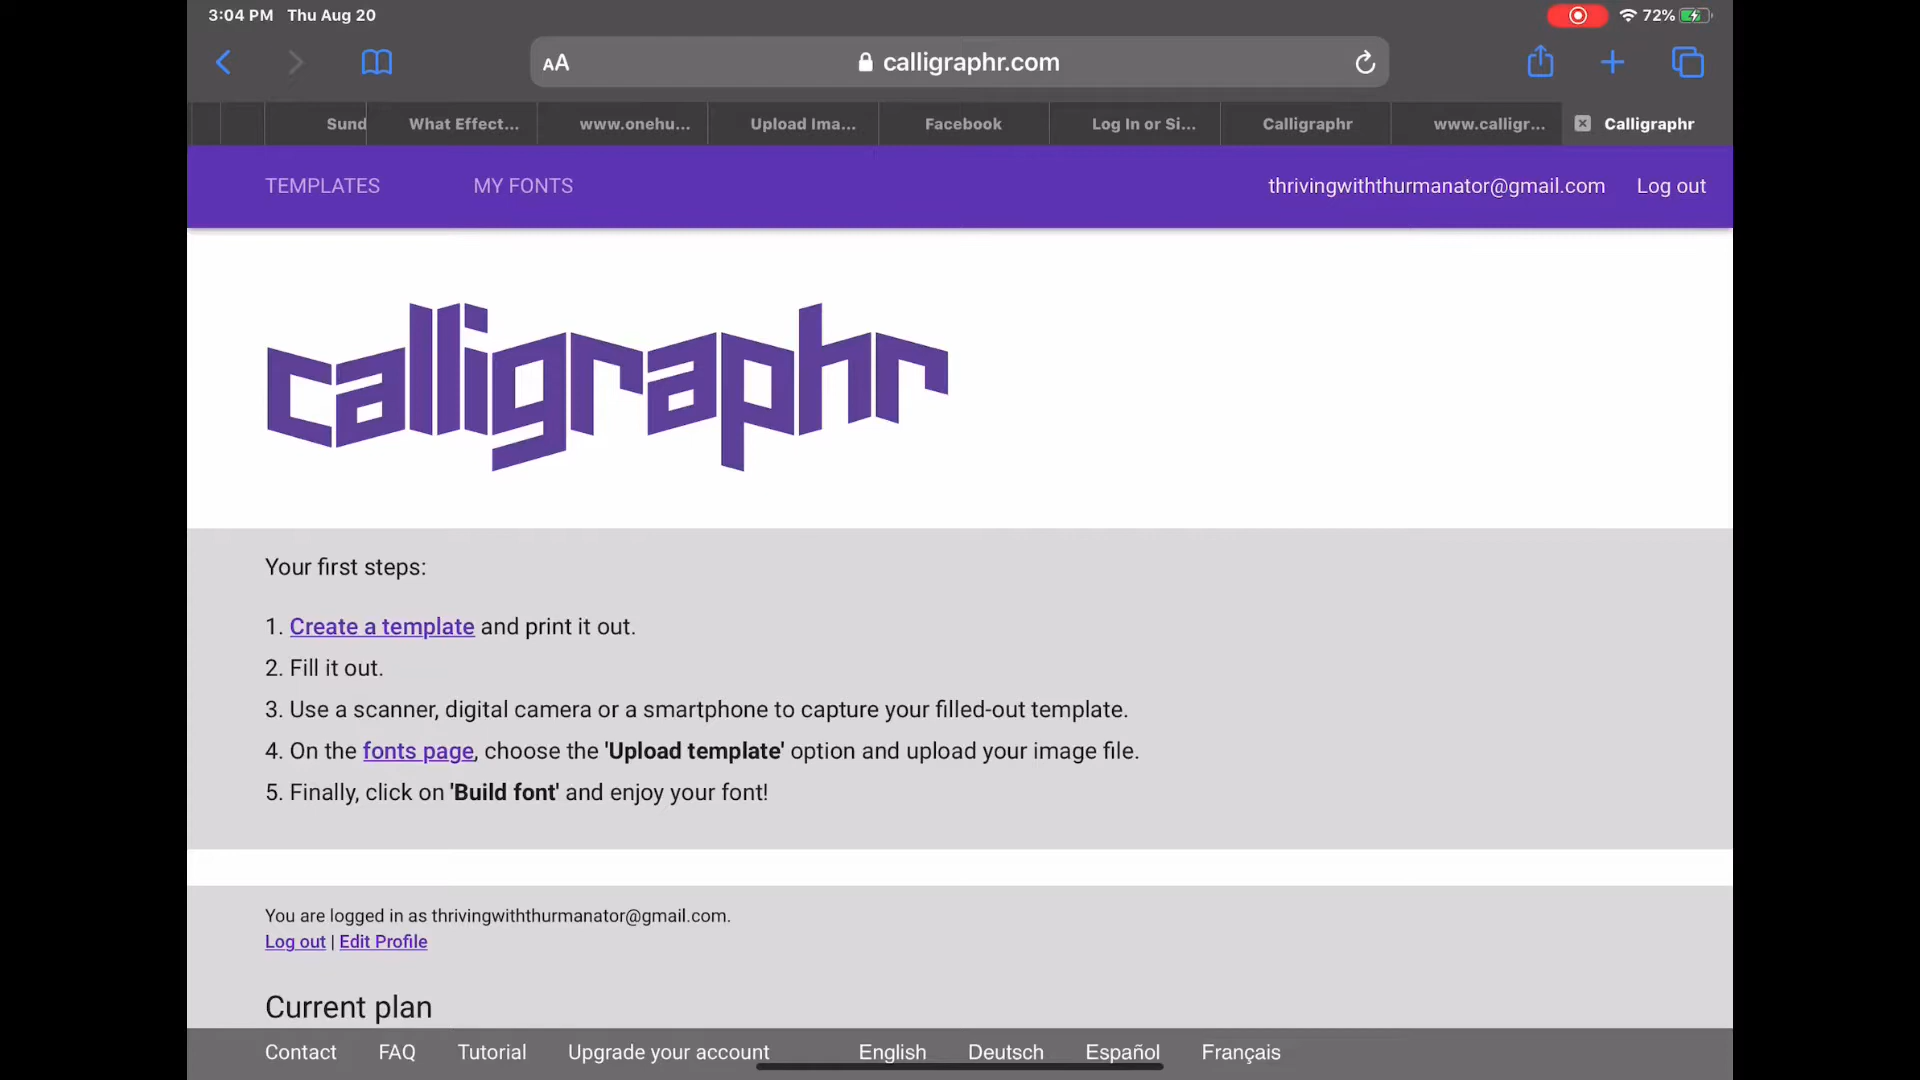 3:04 PM Thu Aug 20
72%
AA calligraphr.com
Sund What Effect... www.onehu... Upload Ima... Facebook Log In or Si... Calligraphr www.calligr... Calligraphr
TEMPLATES MY FONTS thrivingwiththurmanator@gmail.com Log out
calligraphr
Your first steps:
1. Create a template and print it out.
2. Fill it out.
3. Use a scanner, digital camera or a smartphone to capture your filled-out template.
4. On the fonts page, choose the 'Upload template' option and upload your image file.
5. Finally, click on 'Build font' and enjoy your font!
You are logged in as thrivingwiththurmanator@gmail.com.
Log out | Edit Profile
Current plan
Contact FAQ Tutorial Upgrade your account English Deutsch Español Français